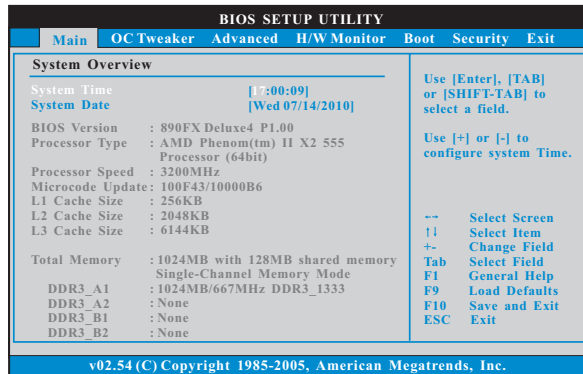 BIOS SETUP UTILITY
Main OC Tweaker Advanced H/W Monitor Boot Security Exit
System Overview
System Time [17:00:09]
System Date [Wed 07/14/2010]
BIOS Version : 890FX Deluxe4 P1.00
Processor Type : AMD Phenom(tm) II X2 555
Processor (64bit)
Processor Speed : 3200MHz
Microcode Update : 100F43/10000B6
L1 Cache Size : 256KB
L2 Cache Size : 2048KB
L3 Cache Size : 6144KB
Total Memory : 1024MB with 128MB shared memory
Single-Channel Memory Mode
DDR3_A1 : 1024MB/667MHz DDR3_1333
DDR3_A2 : None
DDR3_B1 : None
DDR3_B2 : None
Use [Enter], [TAB]
or [SHIFT-TAB] to
select a field.
Use [+] or [-] to
configure system Time.
←→ Select Screen
↑↓ Select Item
+- Change Field
Tab Select Field
F1 General Help
F9 Load Defaults
F10 Save and Exit
ESC Exit
v02.54 (C) Copyright 1985-2005, American Megatrends, Inc.